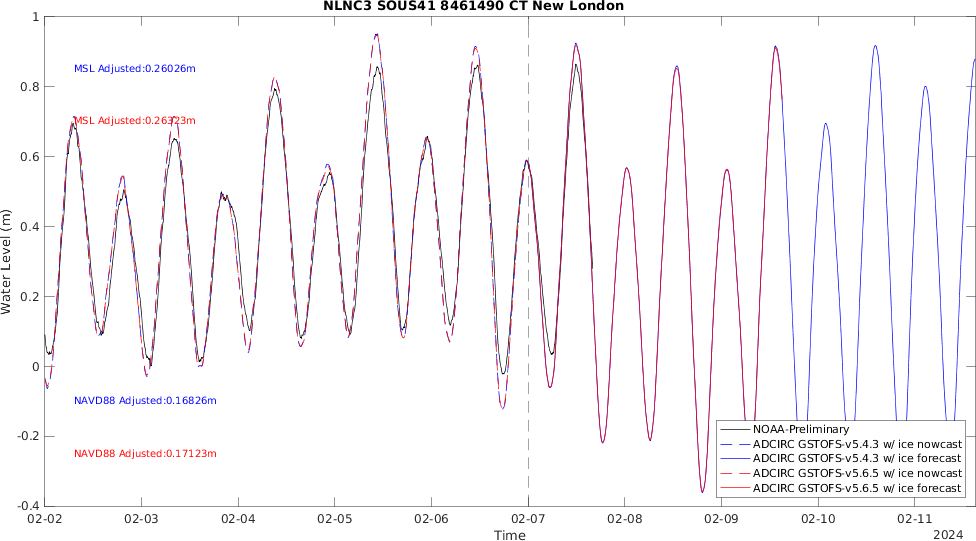 NLNC3 SOUS41 8461490 CT New London
1
0.8
0.6
0.4
0.2
0
-0.2
-0.4
Water Level (m)
MSL Adjusted:0.26026m
MSL Adjusted:0.26323m
NAVD88 Adjusted:0.16826m
NAVD88 Adjusted:0.17123m
NOAA-Preliminary
ADCIRC GSTOFS-v5.4.3 w/ ice nowcast
ADCIRC GSTOFS-v5.4.3 w/ ice forecast
ADCIRC GSTOFS-v5.6.5 w/ ice nowcast
ADCIRC GSTOFS-v5.6.5 w/ ice forecast
02-02 02-03 02-04 02-05 02-06 02-07 02-08 02-09 02-10 02-11
Time
2024